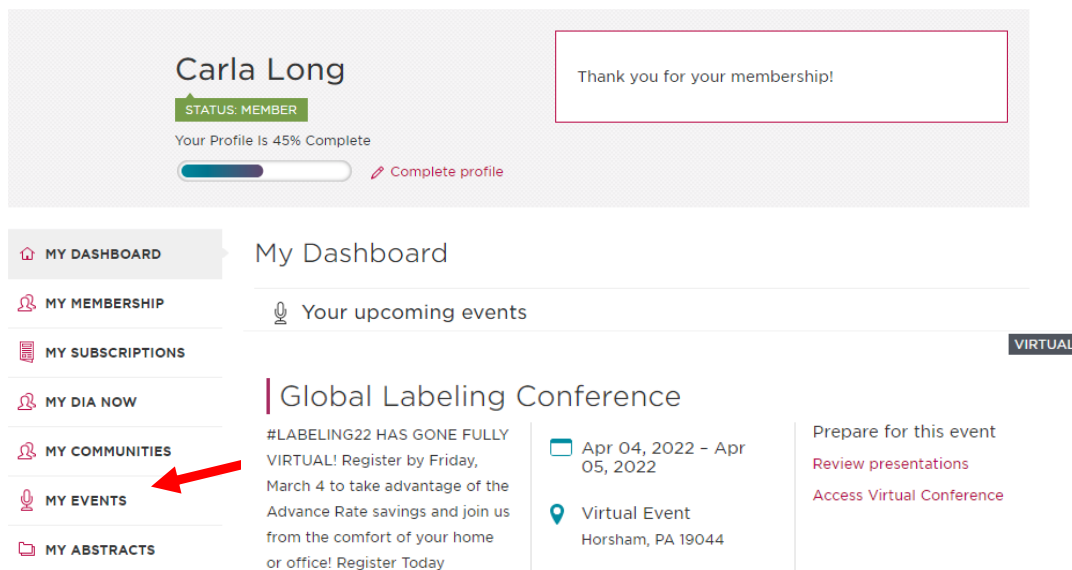 Carla Long
STATUS: MEMBER
Your Profile Is 45% Complete
Complete profile
Thank you for your membership!
MY DASHBOARD
MY MEMBERSHIP
MY SUBSCRIPTIONS
MY DIA NOW
MY COMMUNITIES
MY EVENTS
MY ABSTRACTS
My Dashboard
Your upcoming events
VIRTUAL
Global Labeling Conference
#LABELING22 HAS GONE FULLY
VIRTUAL! Register by Friday,
March 4 to take advantage of the
Advance Rate savings and join us
from the comfort of your home
or office! Register Today
Apr 04, 2022 – Apr
05, 2022
Virtual Event
Horsham, PA 19044
Prepare for this event
Review presentations
Access Virtual Conference